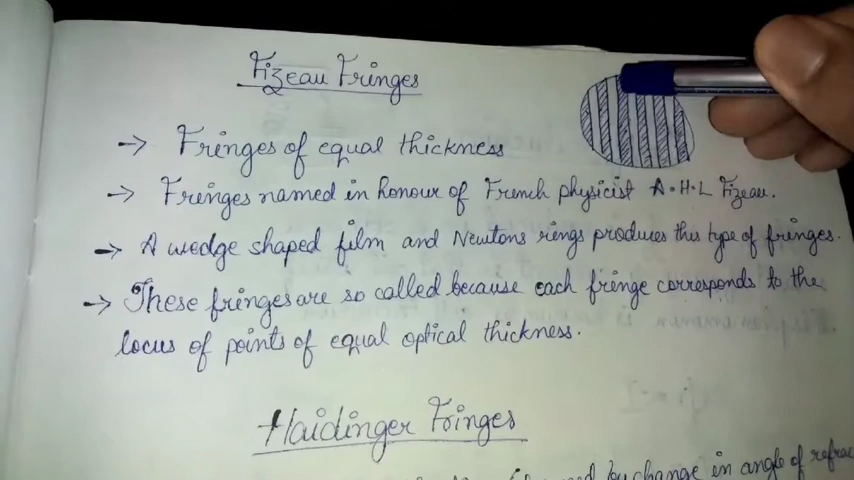 Fizeau Fringes
→ Fringes of equal thickness
→ Fringes named in honour of French physicist A.H.L Fizeau.
→ A wedge shaped film and Newtons rings produces this type of fringes.
→ These fringes are so called because each fringe corresponds to the
locus of points of equal optical thickness.
Haidinger Fringes
by change in angle of